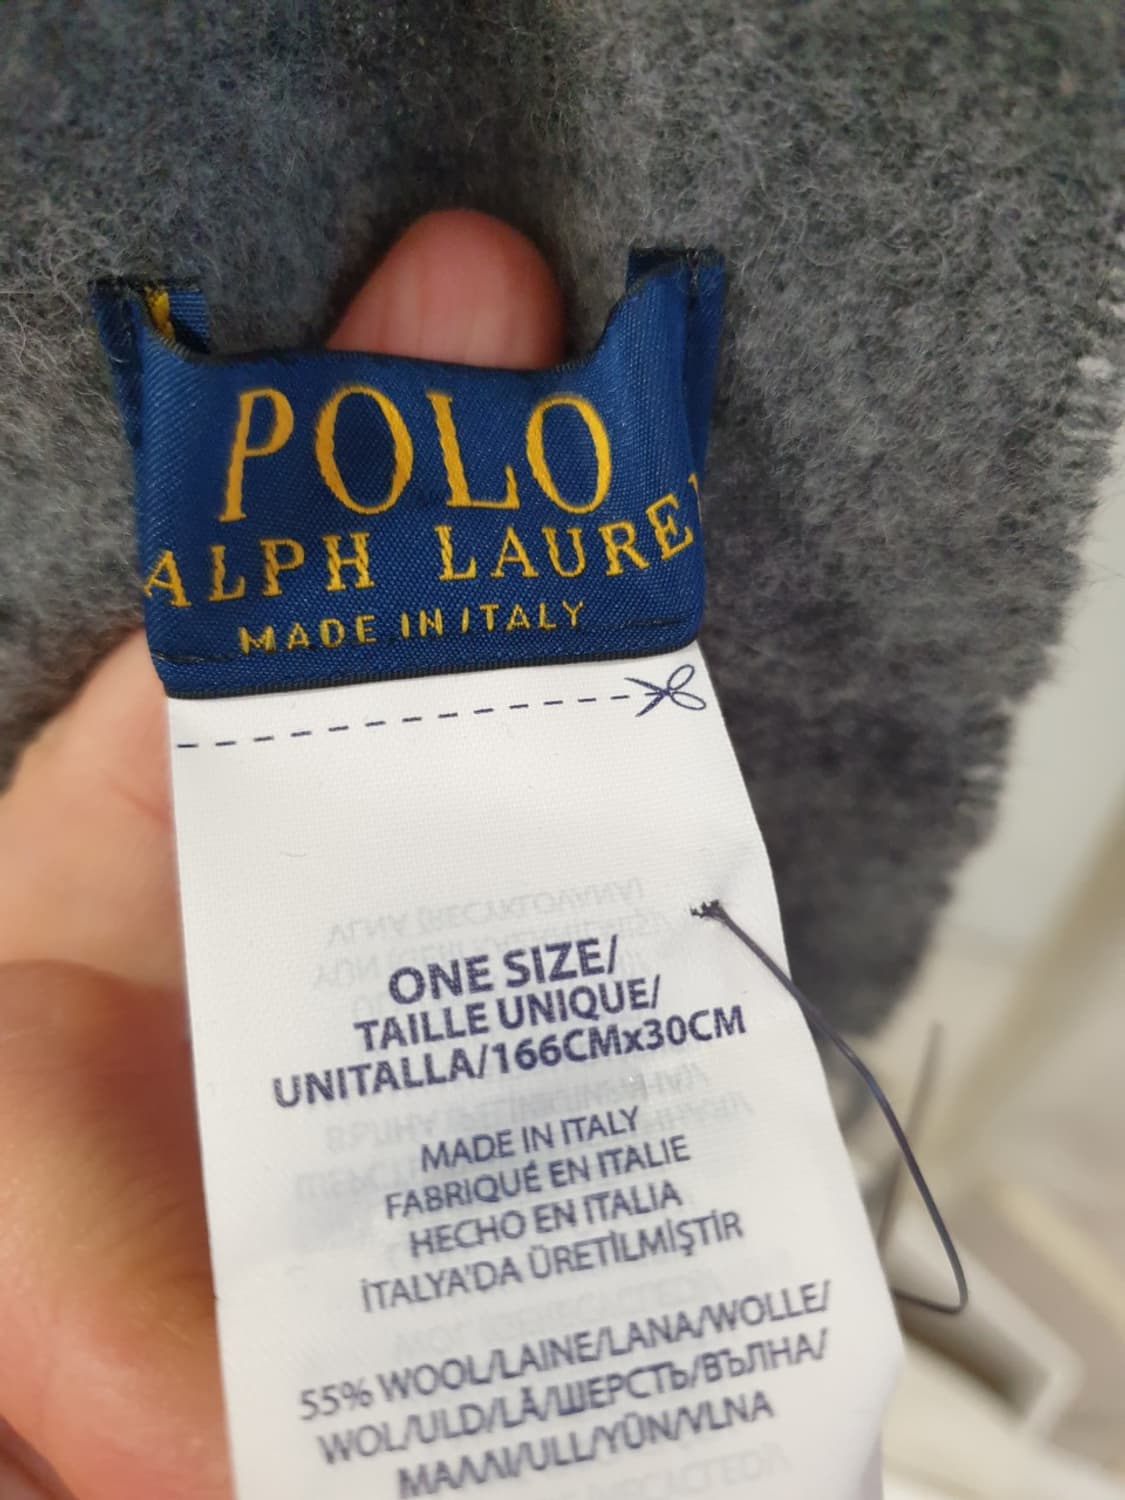 POLO
ALPH LAURE
MADE IN ITALY
ONE SIZE/
TAILLE UNIQUE/
UNITALLA/166CMx30CM
MADE IN ITALY
FABRIQUÉ EN ITALIE
HECHO EN ITALIA
İTALYA'DA ÜRETİLMİŞTİR
55% WOOL/LAINE/LANA/WOLLE/
WOL/ULD/LÃ/ШЕРСТЬ/ВЪЛНА/
ΜΑΛΛΙ/ULL/YÜN/VLNA